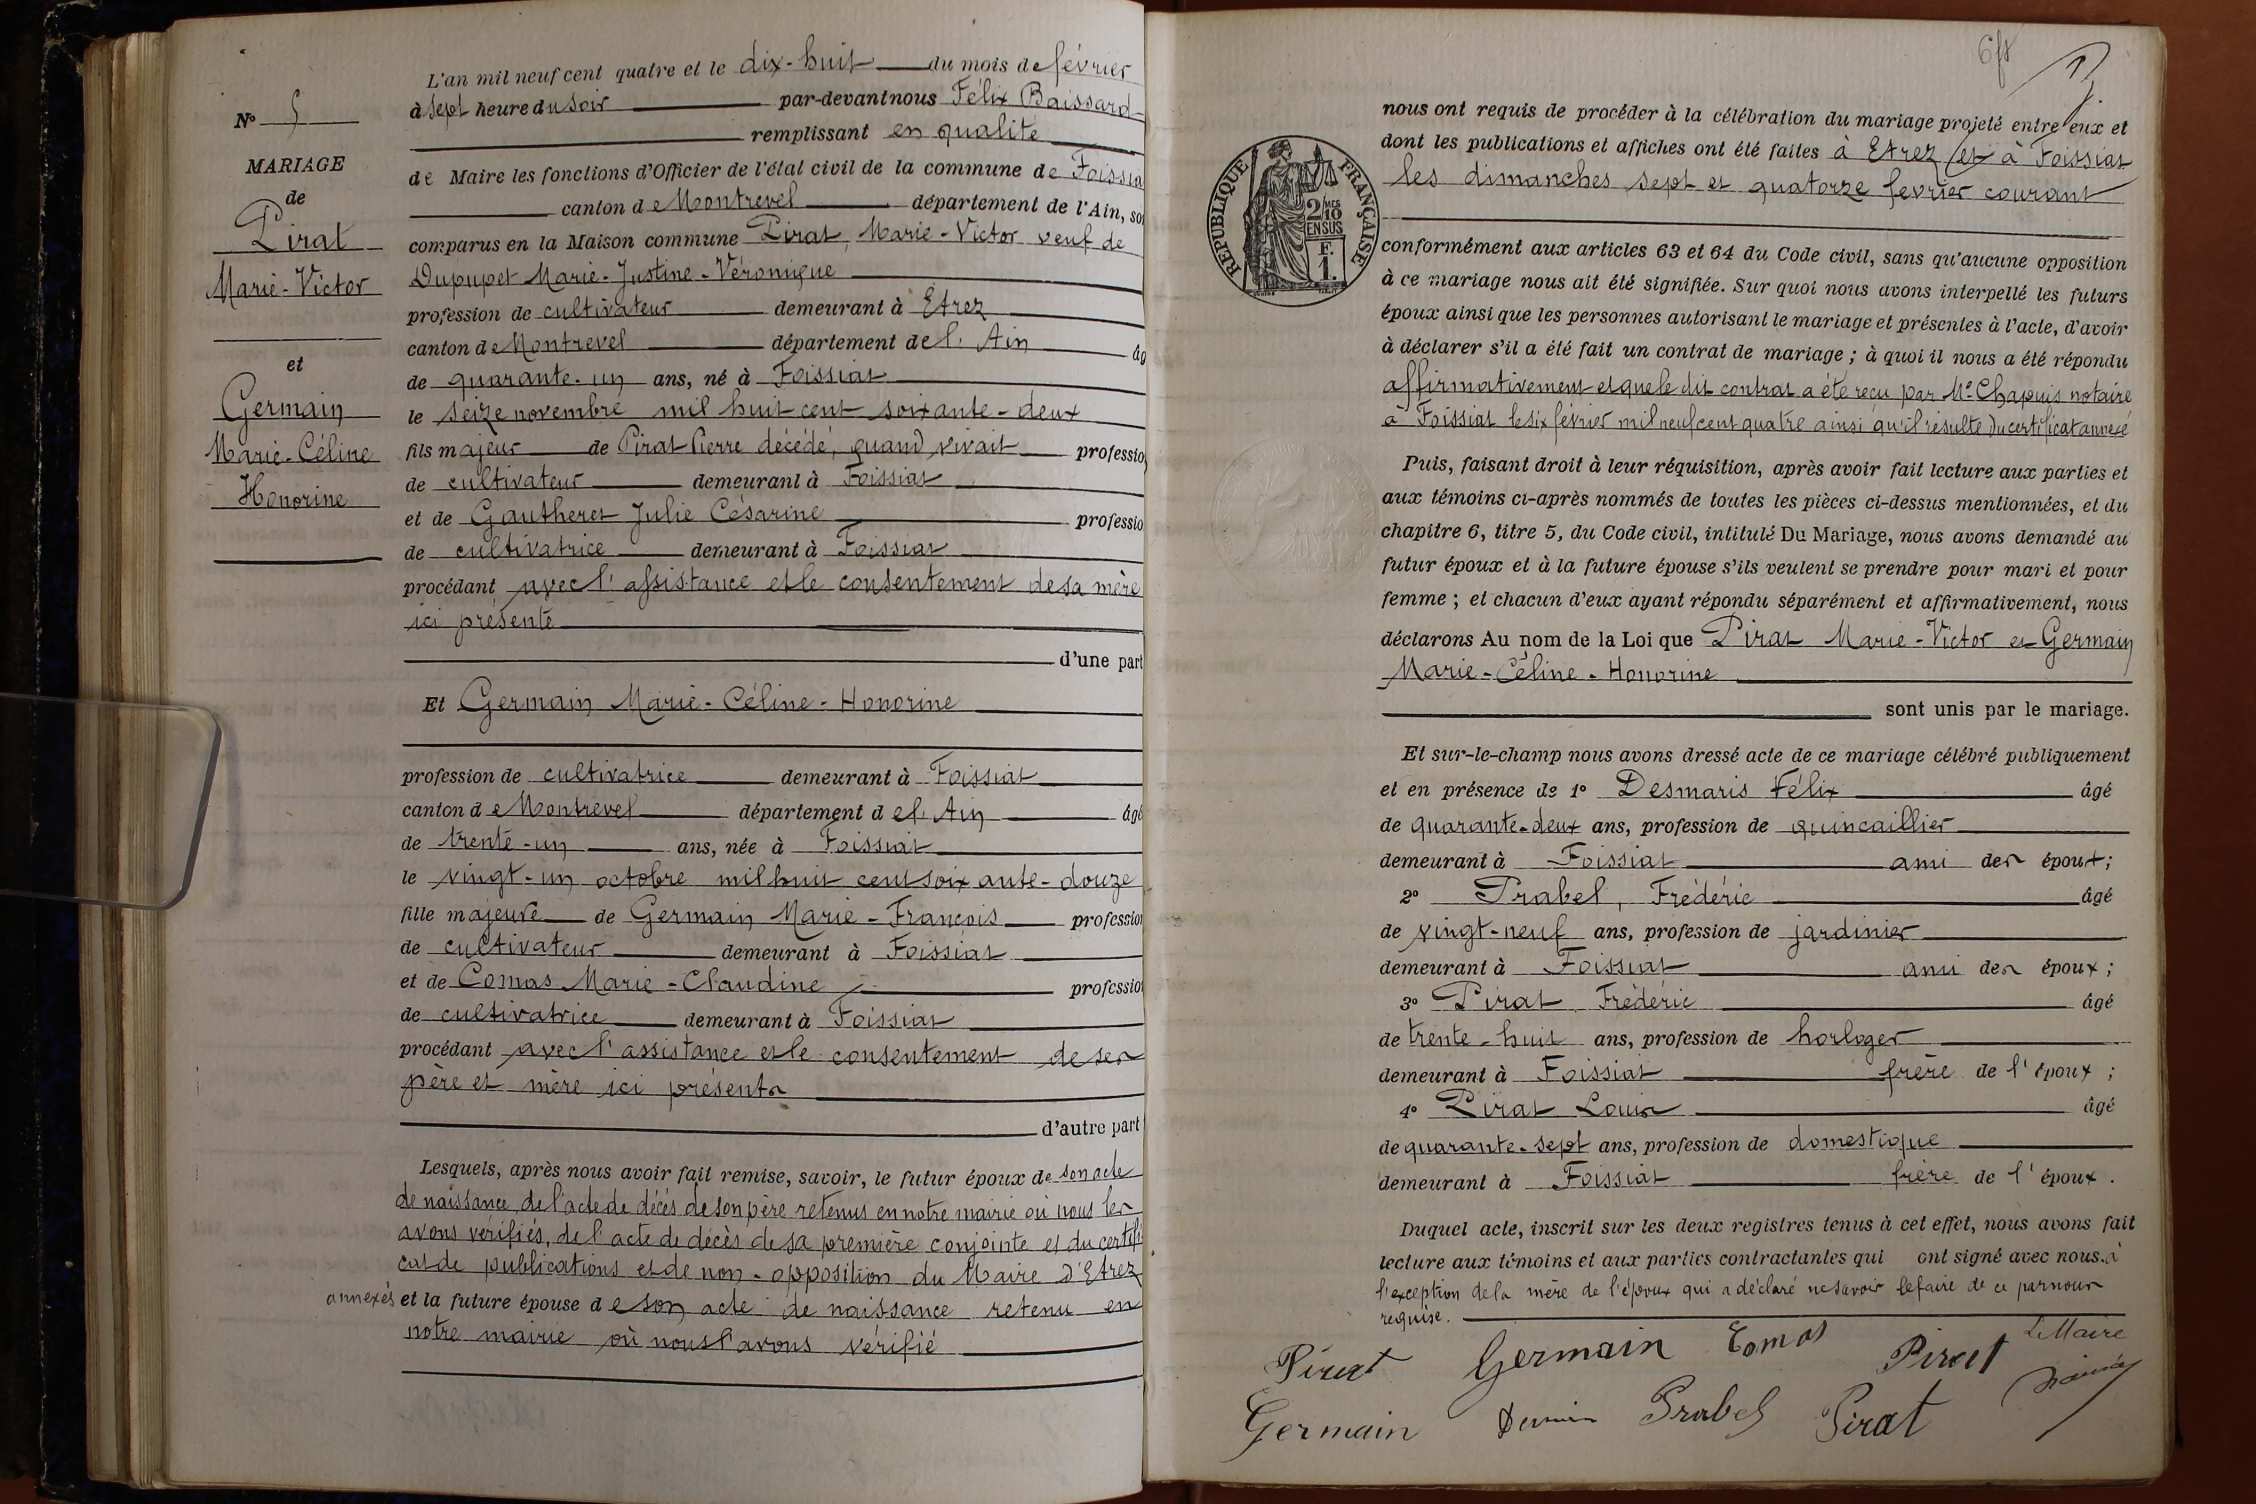 N° 5
MARIAGE
de
Pirat
Marie-Victor
et
Germain
Marie-Céline
Honorine
L'an mil neuf cent quatre et le dix-huit du mois de février
à sept heure du soir par-devant nous Félix Baissard
remplissant en qualité
de Maire les fonctions d'Officier de l'état civil de la commune de Foissia
canton de Montrevel département de l'Ain, so
comparus en la Maison commune Pirat, Marie-Victor veuf de
Dupupet Marie-Justine-Véronique
profession de cultivateur demeurant à Etrez
canton de Montrevel département de l'Ain âg
de quarante-un ans, né à Foissiat
le seize novembre mil huit cent soixante-deux
fils majeur de Pirat Pierre décédé, quand vivait professio
de cultivateur demeurant à Foissiat
et de Gautheret Julie Césarine professio
de cultivatrice demeurant à Foissiat
procédant avec l'assistance et le consentement de sa mère
ici présente
d'une part
Et Germain Marie-Céline-Honorine
profession de cultivatrice demeurant à Foissiat
canton de Montrevel département de l'Ain âgé
de trente-un ans, née à Foissiat
le vingt-un octobre mil huit cent soixante-douze
fille majeure de Germain Marie-François profession
de cultivateur demeurant à Foissiat
et de Comas Marie-Claudine profession
de cultivatrice demeurant à Foissiat
procédant avec l'assistance et le consentement de ses
père et mère ici présents
d'autre part
Lesquels, après nous avoir fait remise, savoir, le futur époux de son acte
de naissance, de l'acte de décès de son père retenus en notre mairie où nous les
avons vérifiés, de l'acte de décès de sa première conjointe et du certifi
cat de publications et de non-opposition du Maire d'Etrez
annexés et la future épouse de son acte de naissance retenu en
notre mairie où nous l'avons vérifié
nous ont requis de procéder à la célébration du mariage projeté entre eux et
dont les publications et affiches ont été faites à Etrez et à Foissiat
les dimanches sept et quatorze février courant
RÉPUBLIQUE FRANÇAISE
2/10 MES
EN SUS
F.
1.
conformément aux articles 63 et 64 du Code civil, sans qu'aucune opposition
à ce mariage nous ait été signifiée. Sur quoi nous avons interpellé les futurs
époux ainsi que les personnes autorisant le mariage et présentes à l'acte, d'avoir
à déclarer s'il a été fait un contrat de mariage ; à quoi il nous a été répondu
affirmativement et que le dit contrat a été reçu par Me Chapuis notaire
à Foissiat le six février mil neuf cent quatre ainsi qu'il résulte du certificat annexé
Puis, faisant droit à leur réquisition, après avoir fait lecture aux parties et
aux témoins ci-après nommés de toutes les pièces ci-dessus mentionnées, et du
chapitre 6, titre 5, du Code civil, intitulé Du Mariage, nous avons demandé au
futur époux et à la future épouse s'ils veulent se prendre pour mari et pour
femme ; et chacun d'eux ayant répondu séparément et affirmativement, nous
déclarons Au nom de la Loi que Pirat Marie-Victor et Germain
Marie-Céline-Honorine
sont unis par le mariage.
Et sur-le-champ nous avons dressé acte de ce mariage célébré publiquement
et en présence de 1° Desmaris Félix âgé
de quarante-deux ans, profession de quincaillier
demeurant à Foissiat ami des époux ;
2° Prabel, Frédéric âgé
de vingt-neuf ans, profession de jardinier
demeurant à Foissiat ami des époux ;
3° Pirat Frédéric âgé
de trente-huit ans, profession de horloger
demeurant à Foissiat frère de l'époux ;
4° Pirat Louis âgé
de quarante-sept ans, profession de domestique
demeurant à Foissiat frère de l'époux.
Duquel acte, inscrit sur les deux registres tenus à cet effet, nous avons fait
lecture aux témoins et aux parties contractantes qui ont signé avec nous à
l'exception de la mère de l'époux qui a déclaré ne savoir le faire de ce par nous
requise.
Pirat Germain Comas Pirat Le Maire
Germain Prabel Pirat